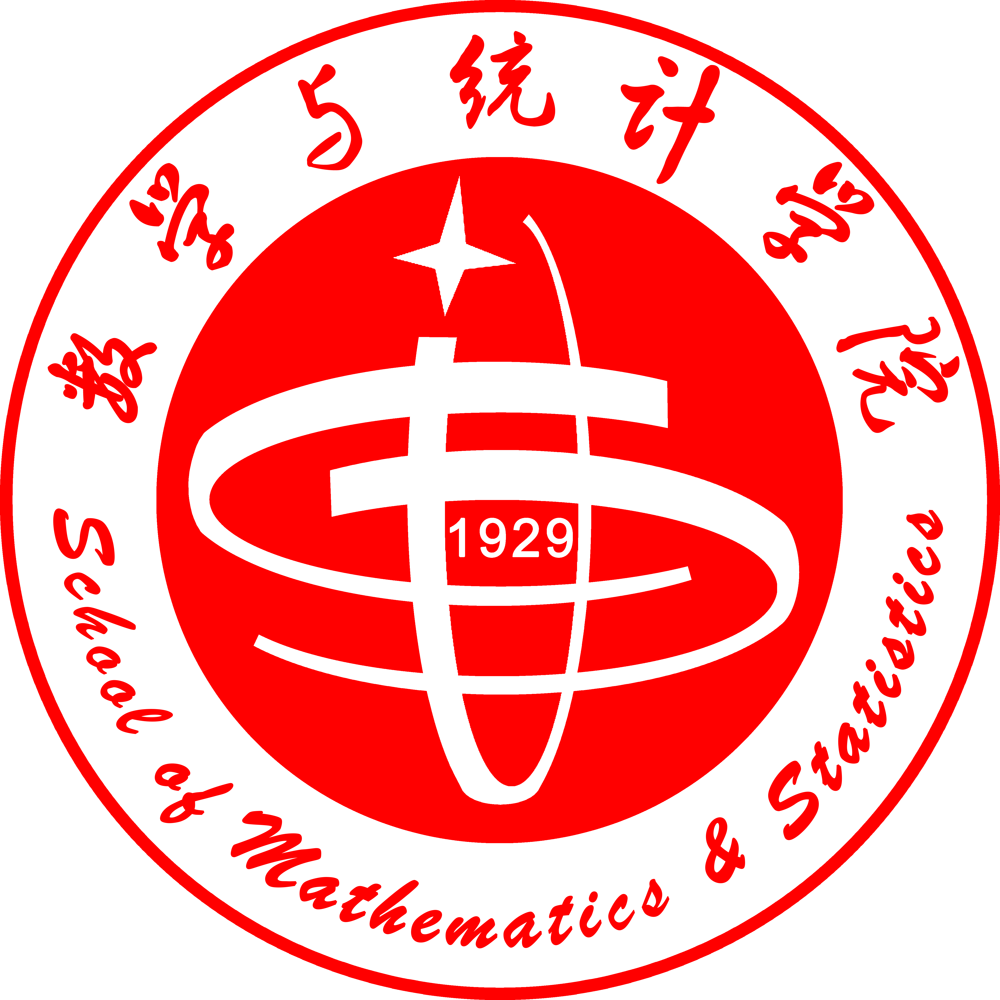 数学与统计学院
1929
School of Mathematics & Statistics